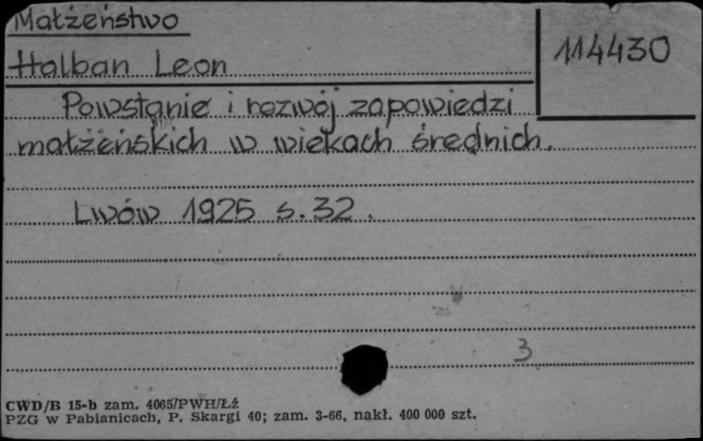 Małżeństwo
114430
Halban Leon
Powstanie i rozwój zapowiedzi
małżeńskich w wiekach średnich.
Lwów 1925 s. 32.
3
CWD/B 15-b zam. 4065/PWH/Łź
PZG w Pabianicach, P. Skargi 40; zam. 3-66, nakł. 400 000 szt.